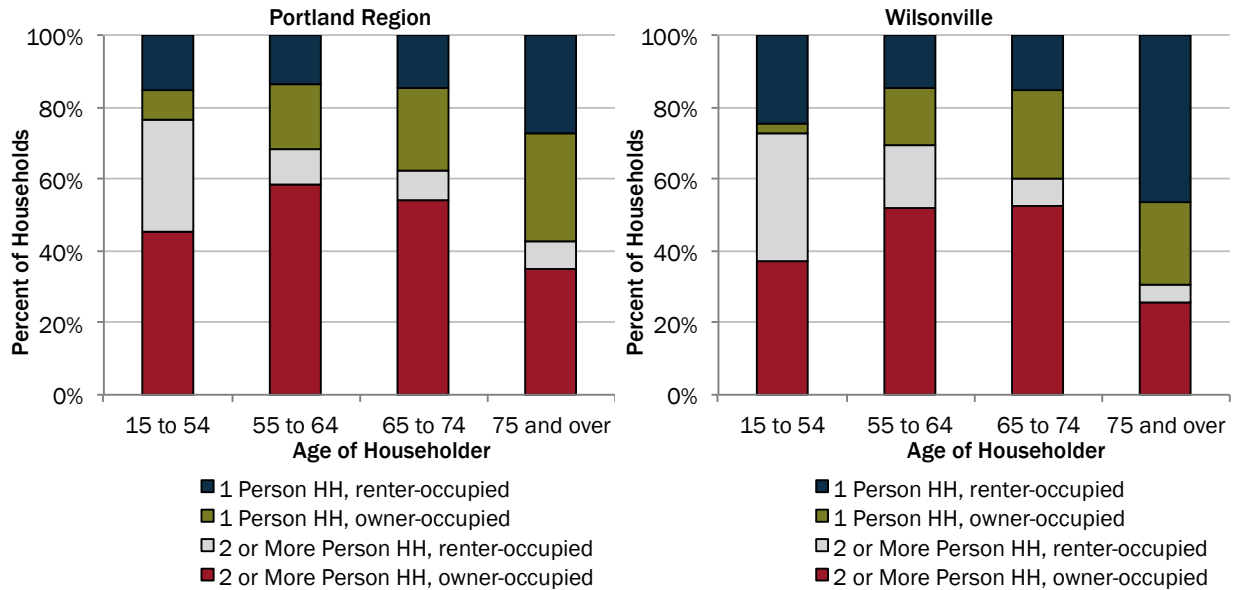 Portland Region
Percent of Households
100%
80%
60%
40%
20%
0%
15 to 54
55 to 64
65 to 74
75 and over
Age of Householder
1 Person HH, renter-occupied
1 Person HH, owner-occupied
2 or More Person HH, renter-occupied
2 or More Person HH, owner-occupied
Wilsonville
Percent of Households
100%
80%
60%
40%
20%
0%
15 to 54
55 to 64
65 to 74
75 and over
Age of Householder
1 Person HH, renter-occupied
1 Person HH, owner-occupied
2 or More Person HH, renter-occupied
2 or More Person HH, owner-occupied